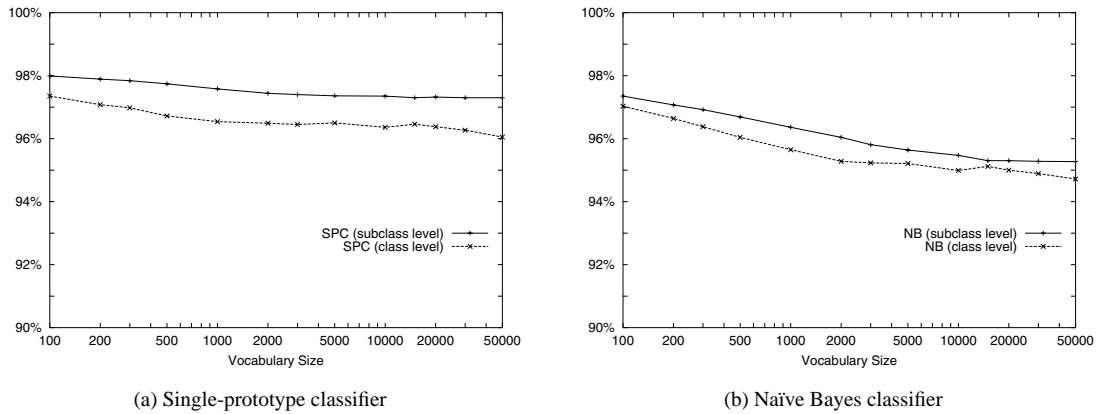 100%
98%
96%
94%
92%
90%
100 200 500 1000 2000 5000 10000 20000 50000
Vocabulary Size
SPC (subclass level)
SPC (class level)
(a) Single-prototype classifier
100%
98%
96%
94%
92%
90%
100 200 500 1000 2000 5000 10000 20000 50000
Vocabulary Size
NB (subclass level)
NB (class level)
(b) Naïve Bayes classifier